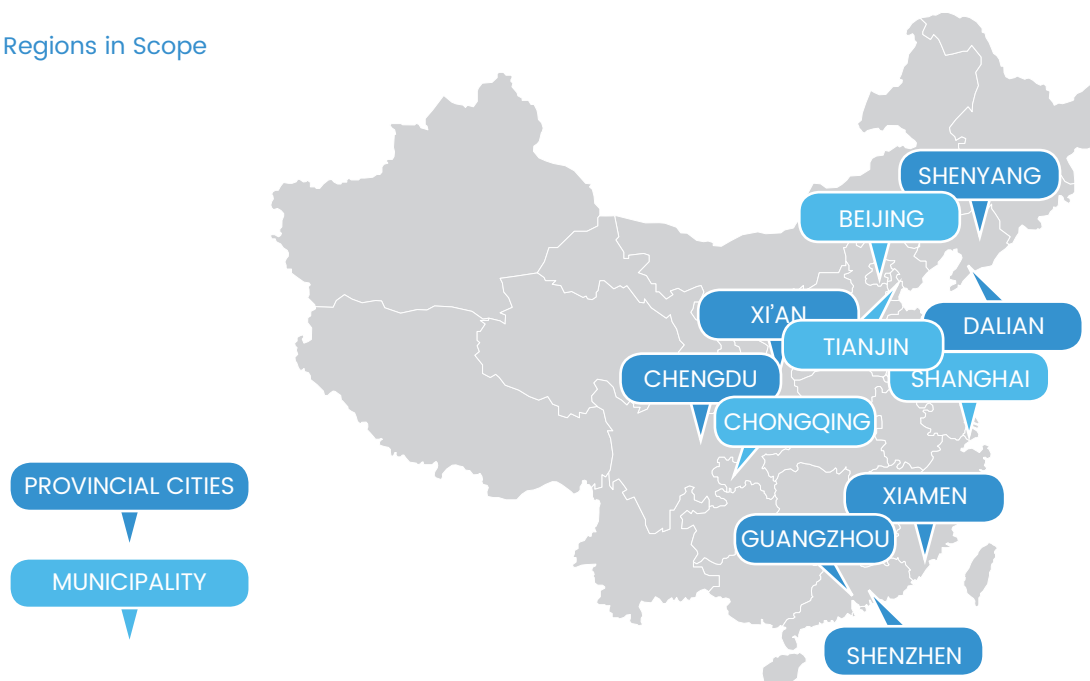 Regions in Scope
SHENYANG
BEIJING
XI'AN
DALIAN
TIANJIN
CHENGDU
SHANGHAI
CHONGQING
PROVINCIAL CITIES
XIAMEN
GUANGZHOU
MUNICIPALITY
SHENZHEN